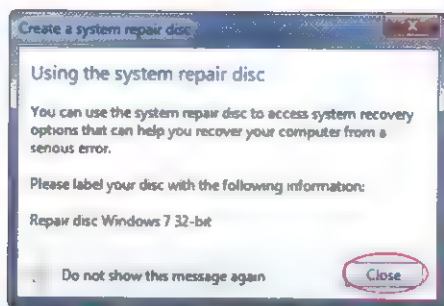 Create a system repair disc
Using the system repair disc
You can use the system repair disc to access system recovery
options that can help you recover your computer from a
serious error.
Please label your disc with the following information:
Repair disc Windows 7 32-bit
Do not show this message again
Close